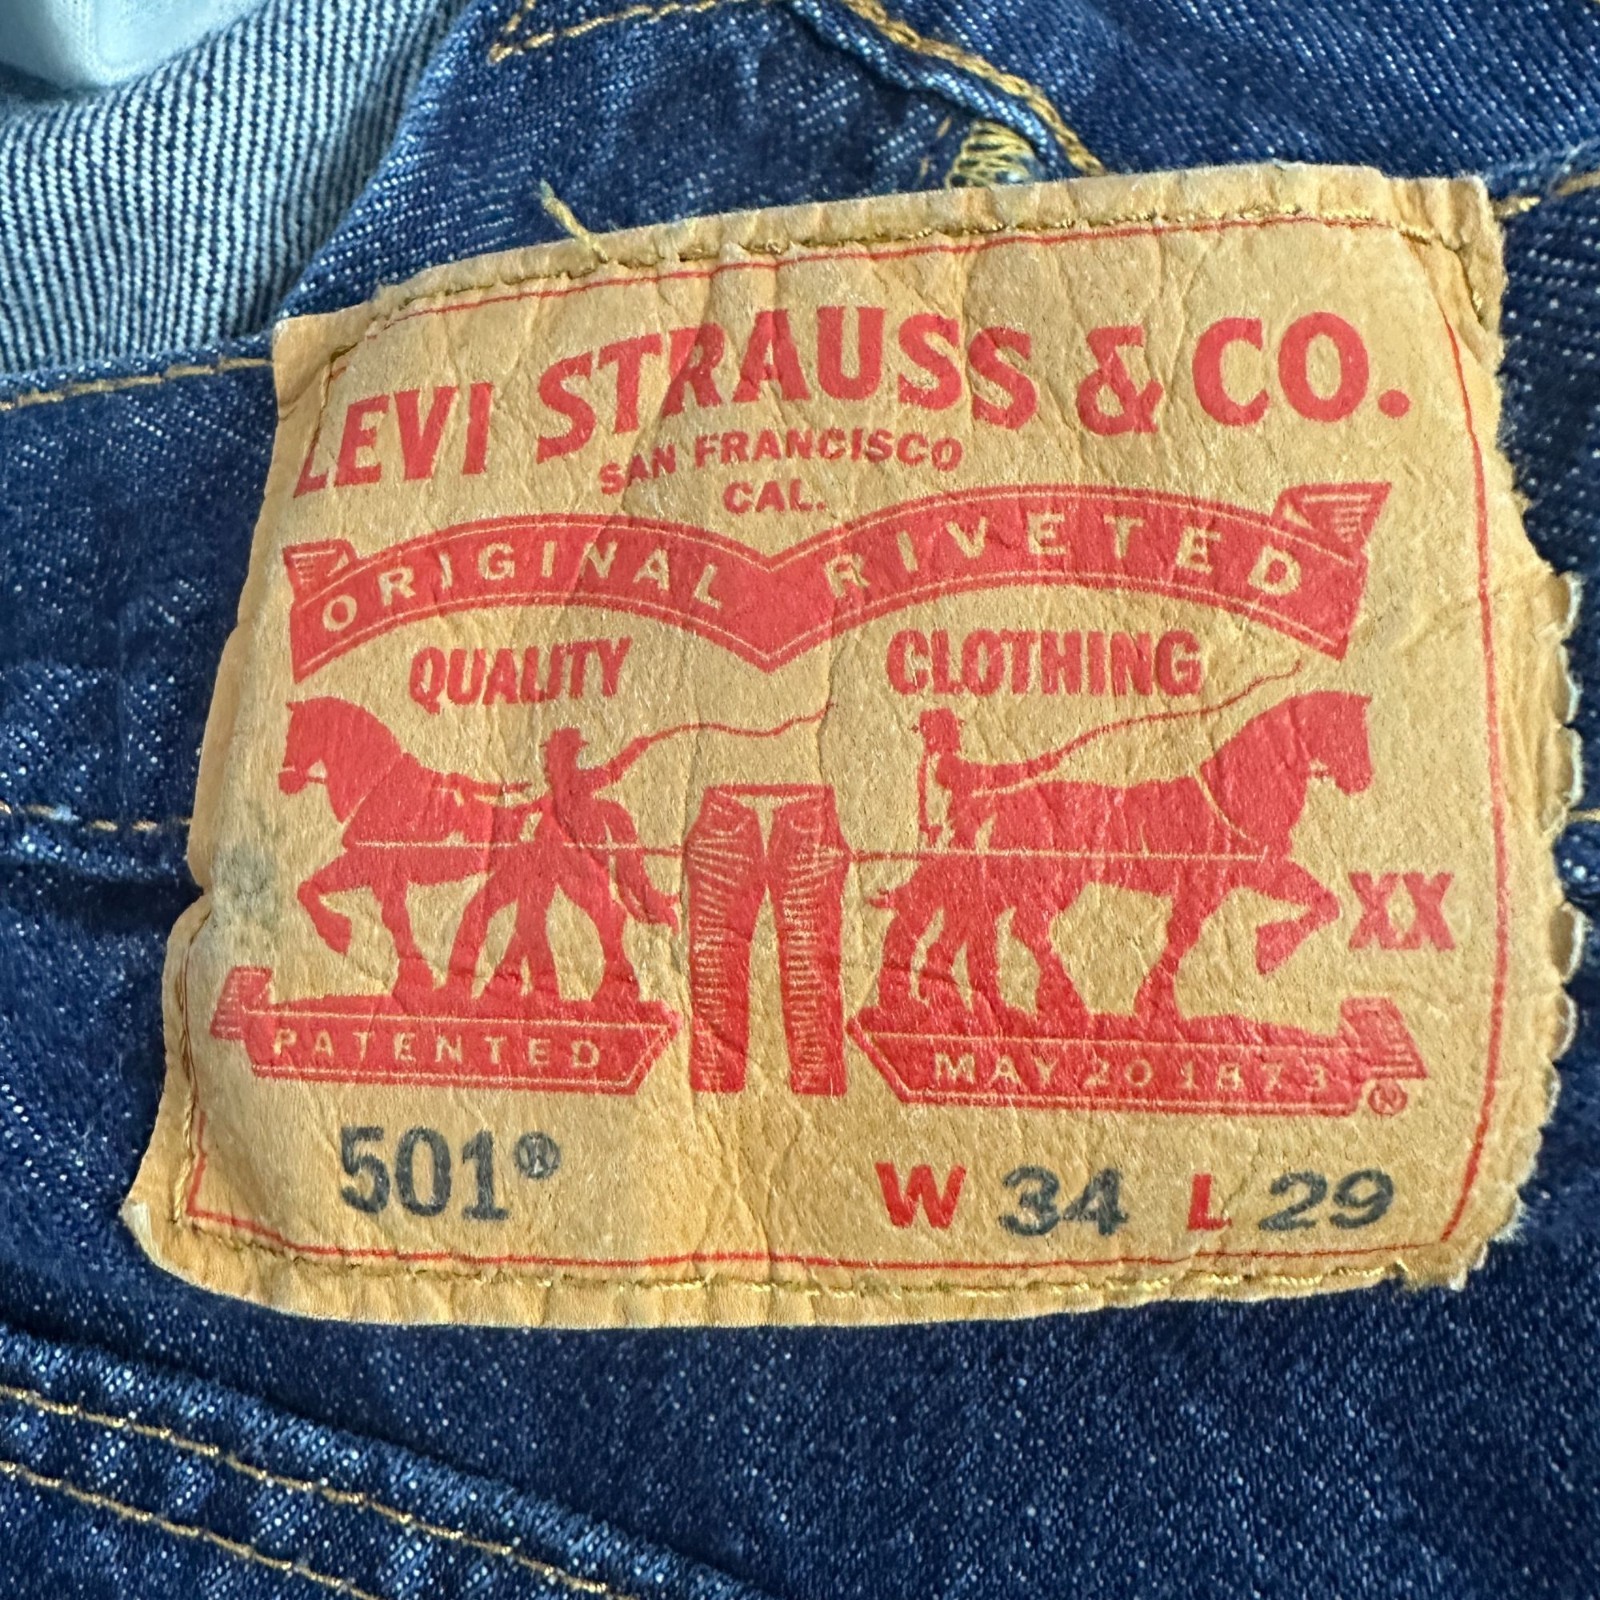 LEVI STRAUSS & CO.
SAN FRANCISCO
CAL.
ORIGINAL RIVETED
QUALITY CLOTHING
XX
PATENTED MAY 20 1873
®
501® W 34 L 29